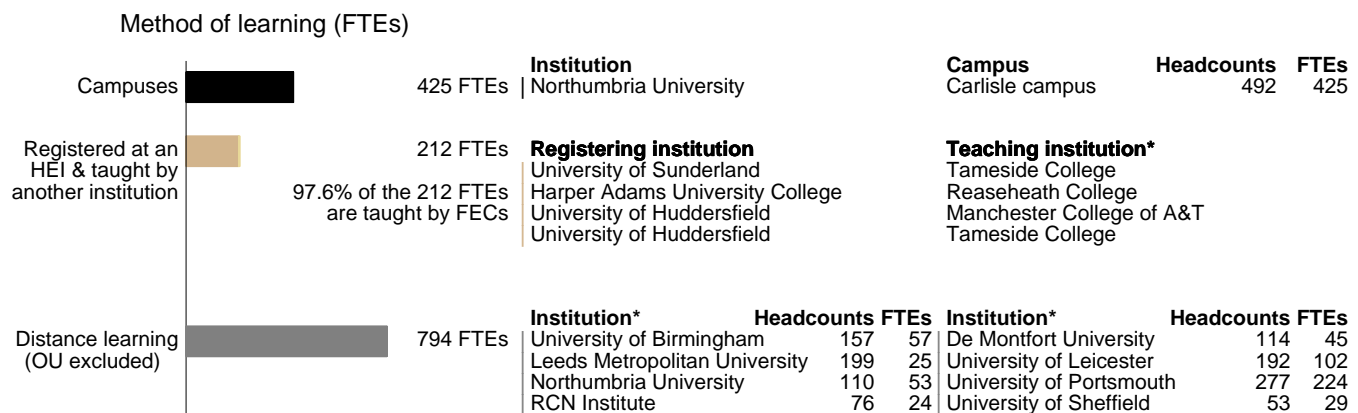 Method of learning (FTEs)
Institution Campus Headcounts FTEs
Campuses 425 FTEs Northumbria University Carlisle campus 492 425
Registered at an 212 FTEs Registering institution Teaching institution*
HEI & taught by University of Sunderland Tameside College
another institution 97.6% of the 212 FTEs Harper Adams University College Reaseheath College
are taught by FECs University of Huddersfield Manchester College of A&T
University of Huddersfield Tameside College
Institution* Headcounts FTEs Institution* Headcounts FTEs
Distance learning 794 FTEs University of Birmingham 157 57 De Montfort University 114 45
(OU excluded) Leeds Metropolitan University 199 25 University of Leicester 192 102
Northumbria University 110 53 University of Portsmouth 277 224
RCN Institute 76 24 University of Sheffield 53 29